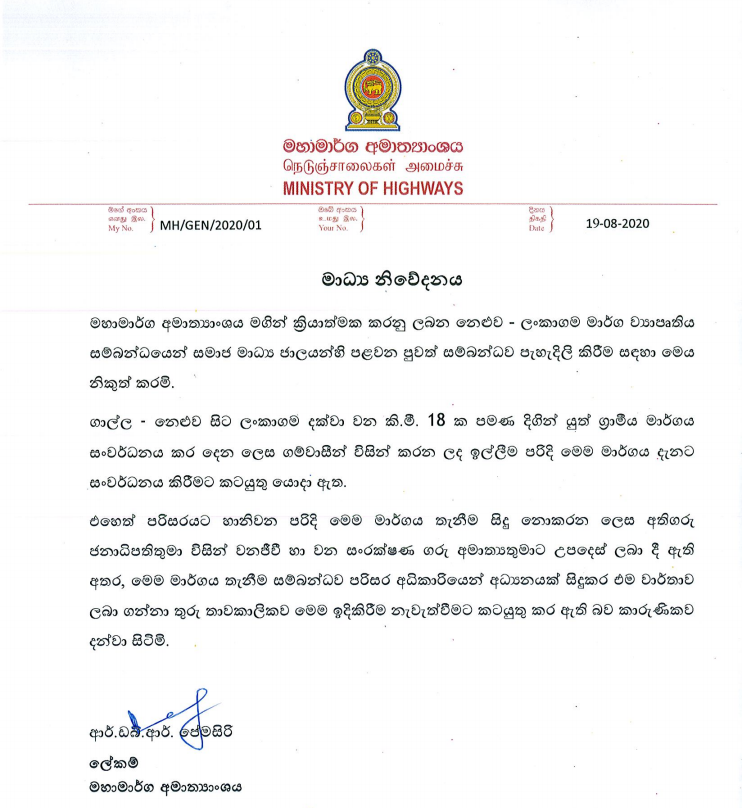 මහාමාර්ග අමාත්‍යාංශය
நெடுஞ்சாலைகள் அமைச்சு
MINISTRY OF HIGHWAYS
මගේ අංකය
எனது இல.
My No.
MH/GEN/2020/01
ඔබේ අංකය
உமது இல.
Your No.
දිනය
திகதி
Date
19-08-2020
මාධ්‍ය නිවේදනය
මහාමාර්ග අමාත්‍යාංශය මගින් ක්‍රියාත්මක කරනු ලබන නෙළුව - ලංකාගම මාර්ග ව්‍යාපෘතිය
සම්බන්ධයෙන් සමාජ මාධ්‍ය ජාලයන්හි පළවන පුවත් සම්බන්ධව පැහැදිලි කිරීම සඳහා මෙය
නිකුත් කරමි.
ගාල්ල - නෙළුව සිට ලංකාගම දක්වා වන කි.මී. 18 ක පමණ දිගින් යුත් ග්‍රාමීය මාර්ගය
සංවර්ධනය කර දෙන ලෙස ගම්වාසීන් විසින් කරන ලද ඉල්ලීම පරිදි මෙම මාර්ගය දැනට
සංවර්ධනය කිරීමට කටයුතු යොදා ඇත.
එහෙත් පරිසරයට හානිවන පරිදි මෙම මාර්ගය තැනීම සිදු නොකරන ලෙස අතිගරු
ජනාධිපතිතුමා විසින් වනජීවී හා වන සංරක්ෂණ ගරු අමාත්‍යතුමාට උපදෙස් ලබා දී ඇති
අතර, මෙම මාර්ගය තැනීම සම්බන්ධව පරිසර අධිකාරියෙන් අධ්‍යනයක් සිදුකර එම වාර්තාව
ලබා ගන්නා තුරු තාවකාලිකව මෙම ඉදිකිරීම නැවැත්වීමට කටයුතු කර ඇති බව කාරුණිකව
දන්වා සිටිමි.
ආර්.ඩබ්.ආර්. පේමසිරි
ලේකම්
මහාමාර්ග අමාත්‍යාංශය